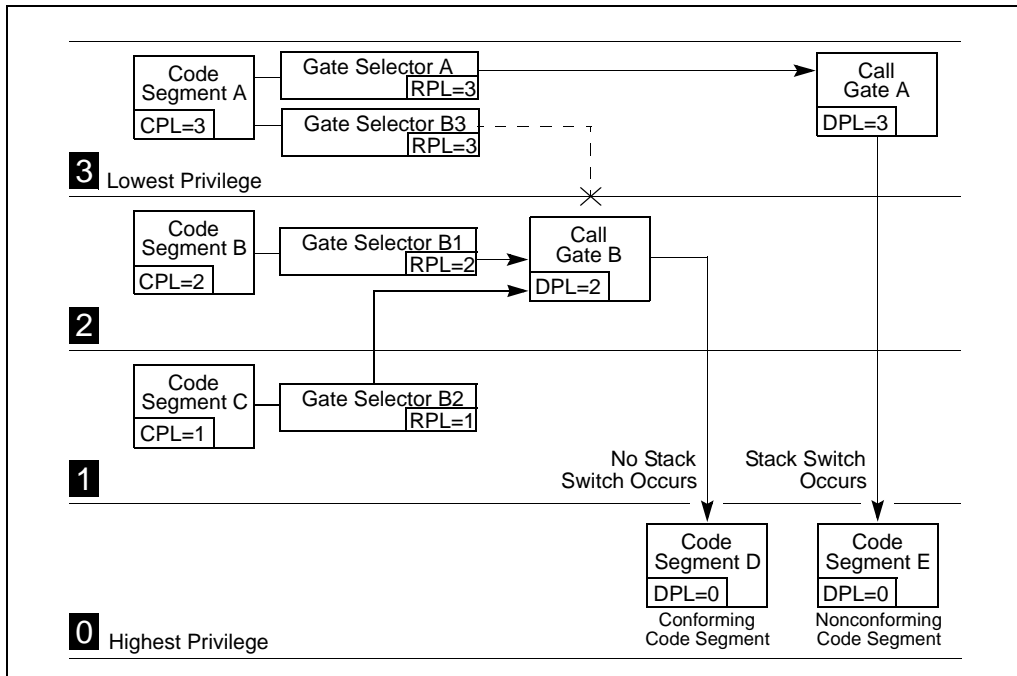 Code
Segment A
CPL=3
Gate Selector A
RPL=3
Gate Selector B3
RPL=3
Call
Gate A
DPL=3
3 Lowest Privilege
Code
Segment B
CPL=2
Gate Selector B1
RPL=2
Call
Gate B
DPL=2
2
Code
Segment C
CPL=1
Gate Selector B2
RPL=1
1
No Stack
Switch Occurs
Stack Switch
Occurs
Code
Segment D
DPL=0
Conforming
Code Segment
Code
Segment E
DPL=0
Nonconforming
Code Segment
0 Highest Privilege